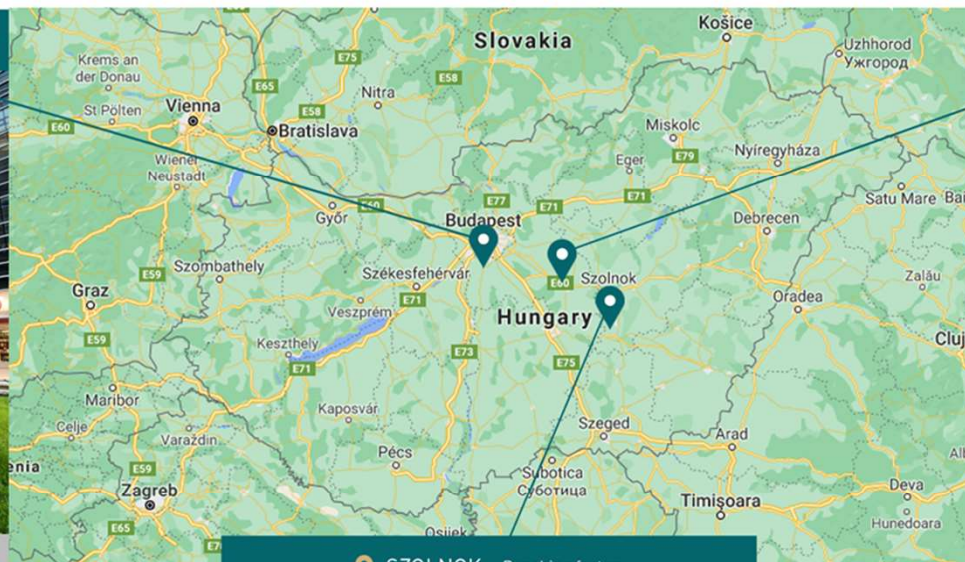 Košice
Slovakia
Uzhhorod
Ужгород
Krems an
der Donau
E75
E58
E65
Nitra
St Pölten
Vienna
E58
E60
Bratislava
Miskolc
Wiener
Neustadt
Eger
E79
Nyíregyháza
E77
E71
E71
Satu Mare
Győr
E60
Budapest
Debrecen
Szombathely
E59
Székesfehérvár
E60
Szolnok
Zalău
Graz
E71
Veszprém
Oradea
Hungary
E59
Keszthely
E73
Cluj
E71
E75
Maribor
Kaposvár
Celje
Varaždin
Szeged
Arad
enia
Pécs
E59
Subotica
Суботица
Deva
Zagreb
Timișoara
Hunedoara
E65
Osijek
SZOLNOK